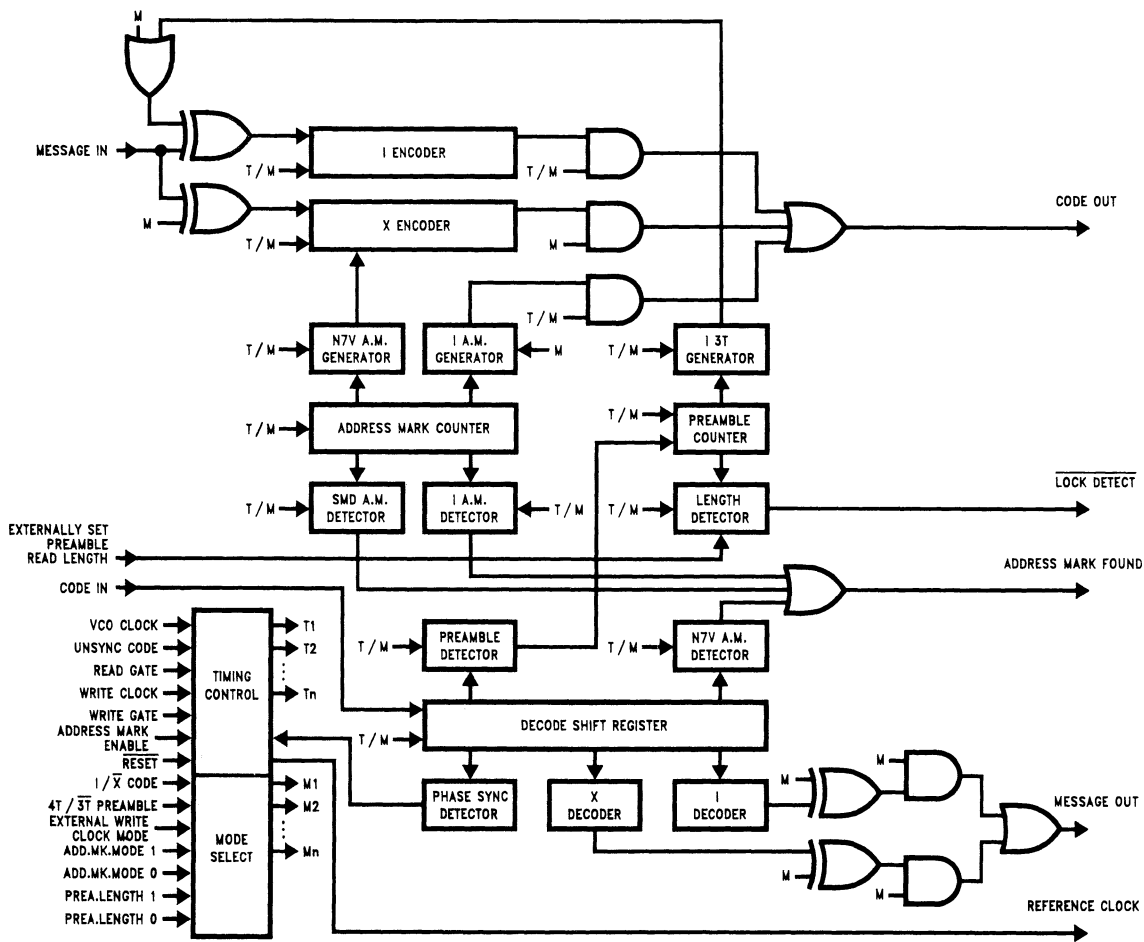 M
MESSAGE IN
I ENCODER
T / M
T / M
X ENCODER
M
T / M
M
CODE OUT
T / M
T / M
N7V A.M.
GENERATOR
I A.M.
GENERATOR
M
T / M
I 3T
GENERATOR
T / M
ADDRESS MARK COUNTER
T / M
PREAMBLE
COUNTER
T / M
SMD A.M.
DETECTOR
I A.M.
DETECTOR
T / M
T / M
LENGTH
DETECTOR
LOCK DETECT
EXTERNALLY SET
PREAMBLE
READ LENGTH
CODE IN
ADDRESS MARK FOUND
VCO CLOCK
UNSYNC CODE
READ GATE
WRITE CLOCK
WRITE GATE
ADDRESS MARK
ENABLE
RESET
TIMING
CONTROL
T1
T2
Tn
T / M
PREAMBLE
DETECTOR
T / M
N7V A.M.
DETECTOR
T / M
DECODE SHIFT REGISTER
I / X CODE
4T / 3T PREAMBLE
EXTERNAL WRITE
CLOCK MODE
ADD.MK.MODE 1
ADD.MK.MODE 0
PREA.LENGTH 1
PREA.LENGTH 0
MODE
SELECT
M1
M2
Mn
PHASE SYNC
DETECTOR
X
DECODER
I
DECODER
M
M
M
M
MESSAGE OUT
REFERENCE CLOCK